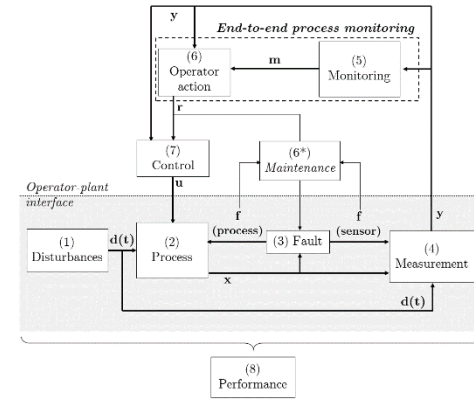 y
End-to-end process monitoring
(6)
Operator
action
m
(5)
Monitoring
r
(7)
Control
(6*)
Maintenance
Operator-plant
interface
u
f
f
y
(1)
Disturbances
d(t)
(2)
Process
(process)
(3) Fault
(sensor)
(4)
Measurement
x
d(t)
(8)
Performance